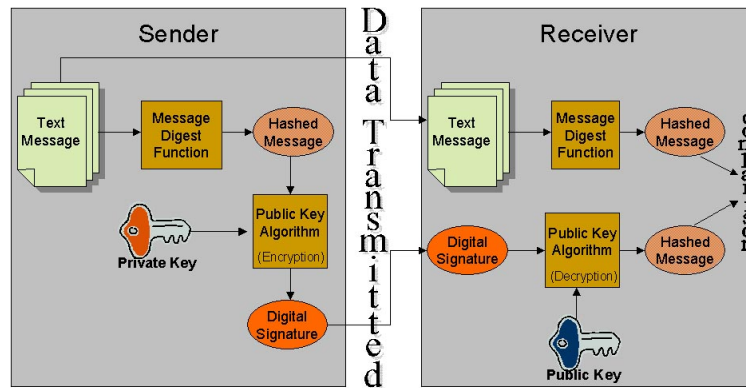 Sender
Text
Message
Message
Digest
Function
Hashed
Message
Private Key
Public Key
Algorithm
(Encryption)
Digital
Signature
Data Transmitted
Receiver
Text
Message
Message
Digest
Function
Hashed
Message
Digital
Signature
Public Key
Algorithm
(Decryption)
Hashed
Message
Public Key
comparison